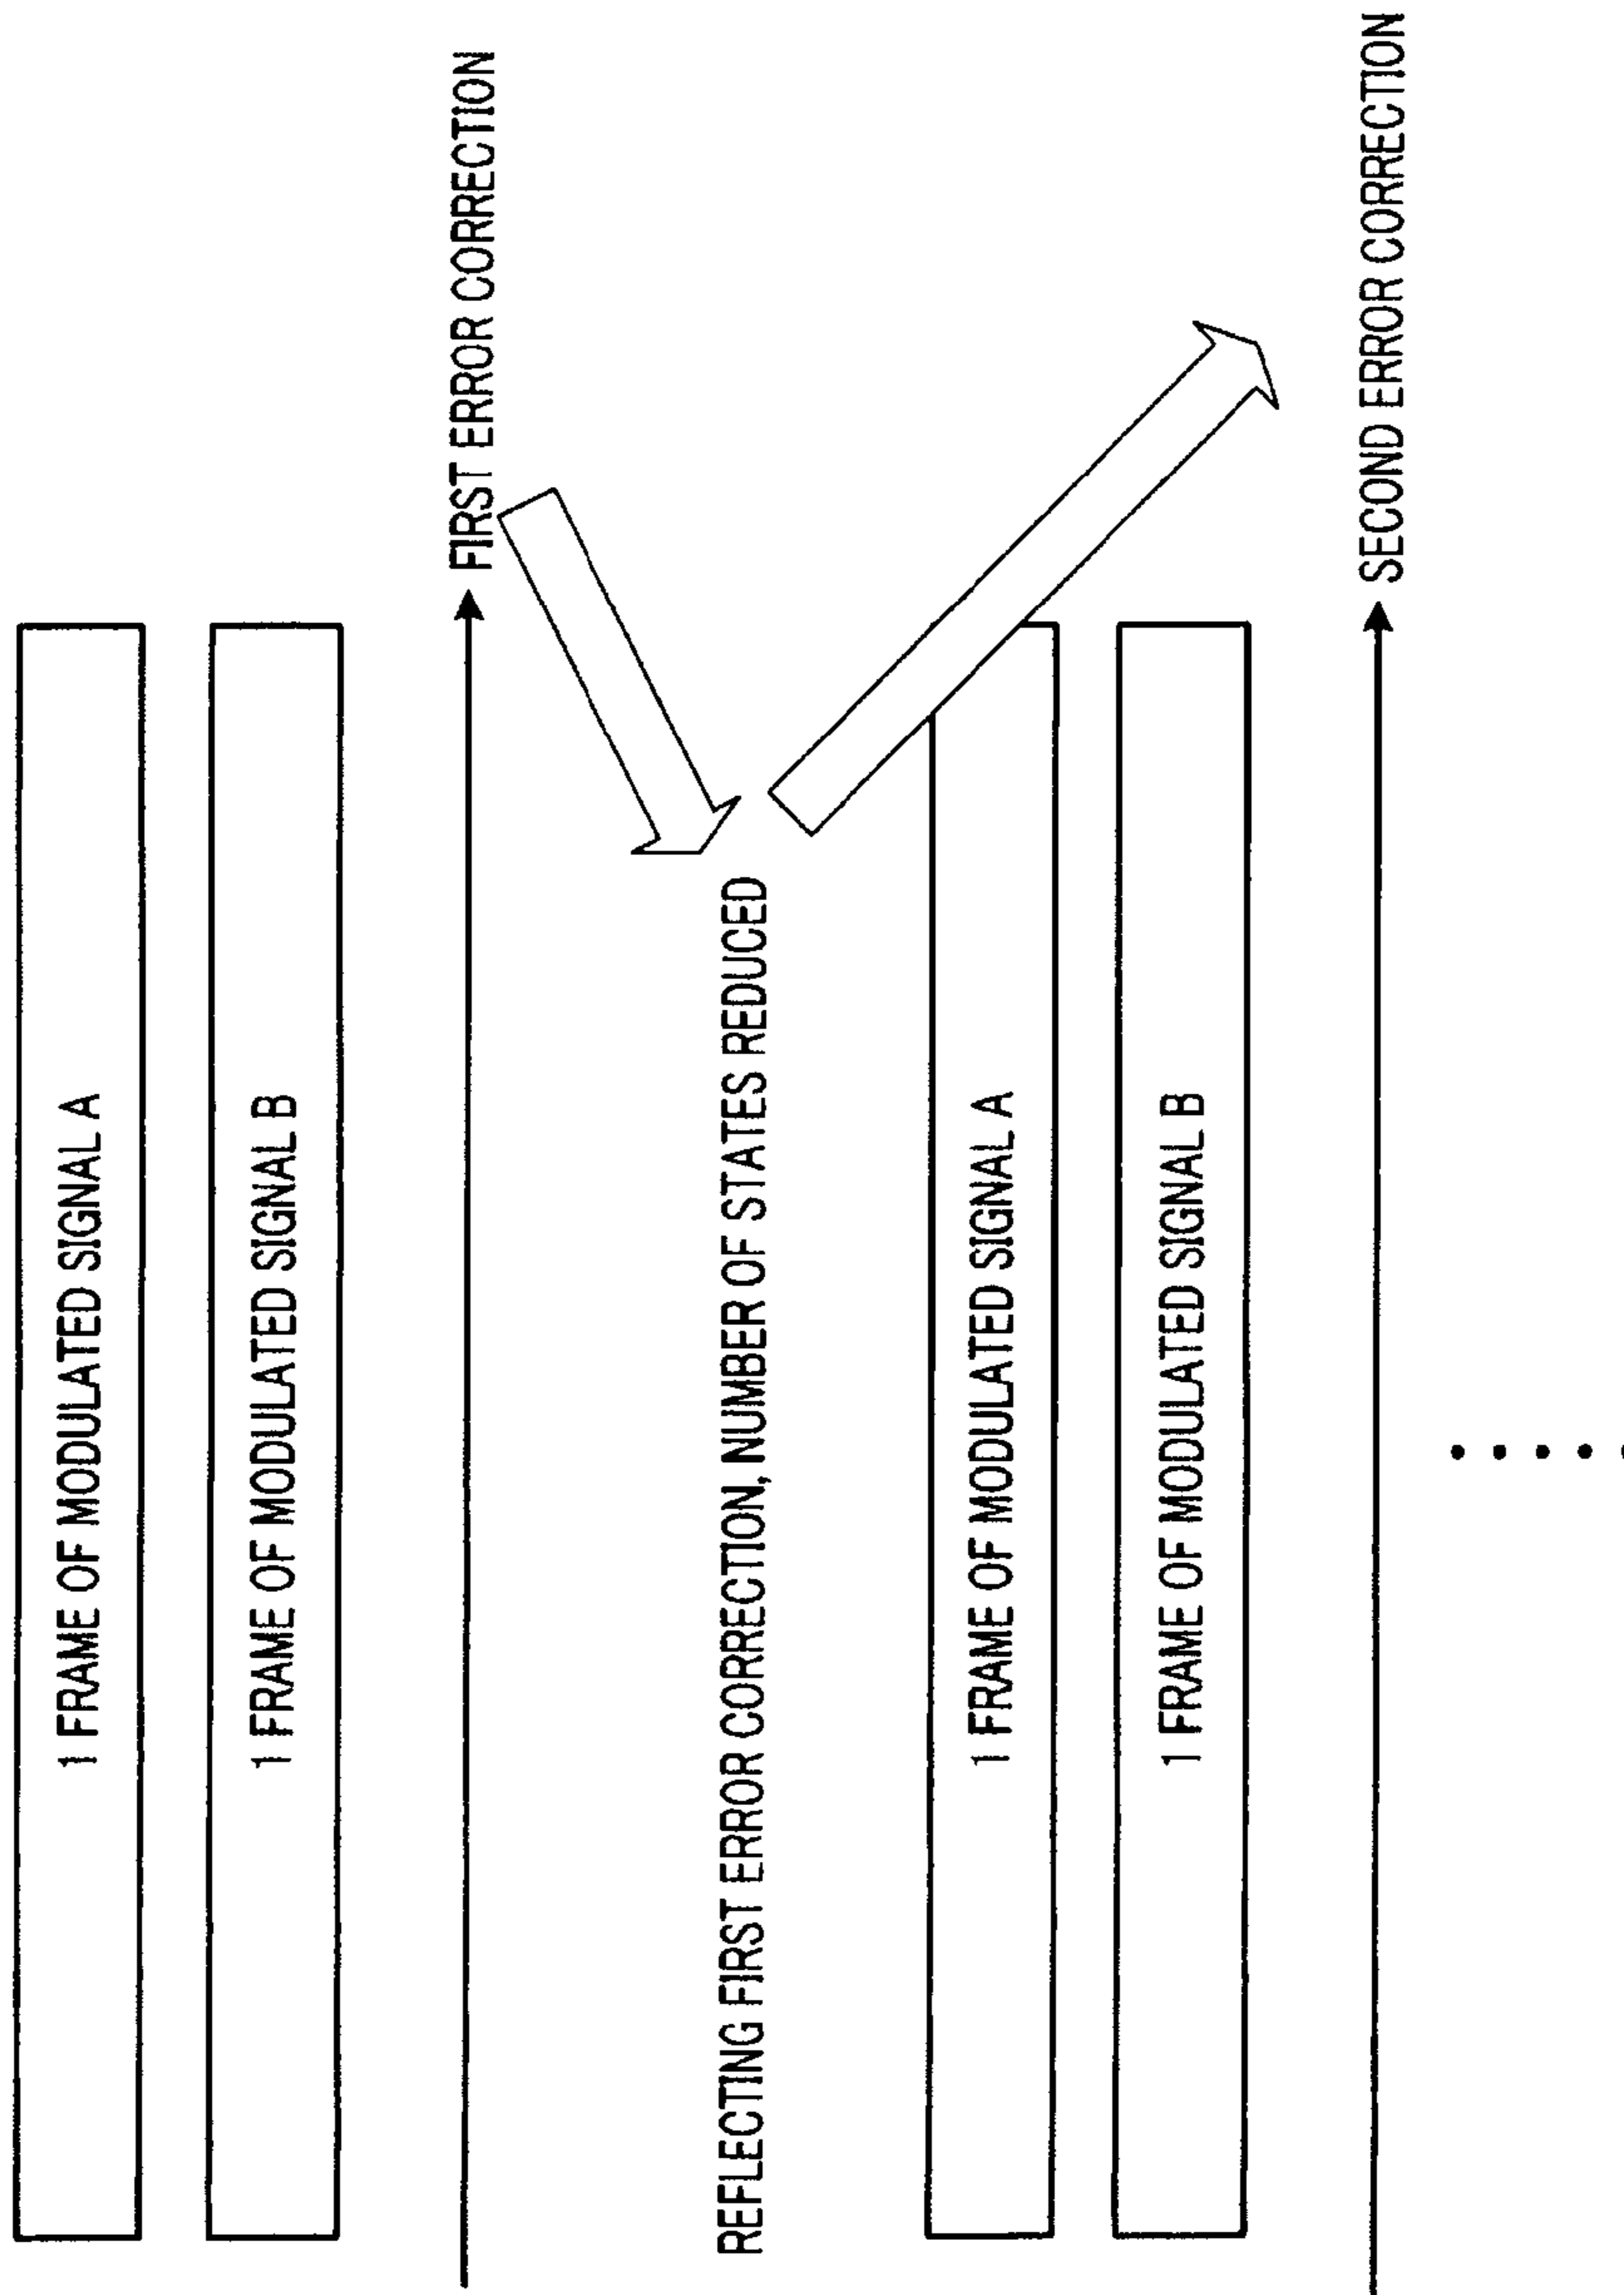 1 FRAME OF MODULATED SIGNAL A
1 FRAME OF MODULATED SIGNAL B
FIRST ERROR CORRECTION
REFLECTING FIRST ERROR CORRECTION, NUMBER OF STATES REDUCED
1 FRAME OF MODULATED SIGNAL A
1 FRAME OF MODULATED SIGNAL B
SECOND ERROR CORRECTION